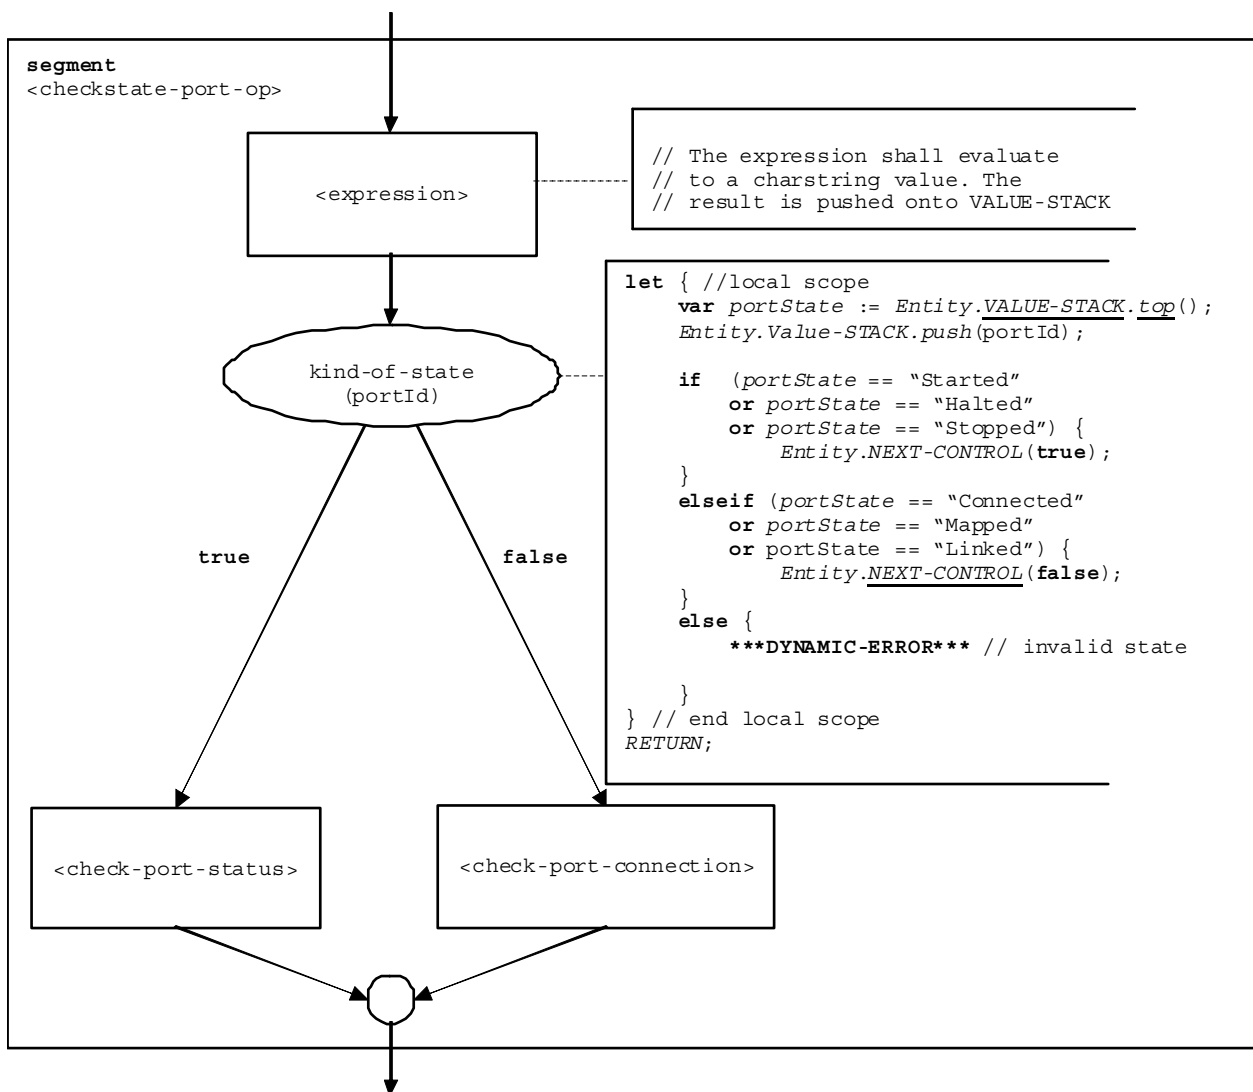 segment
<checkstate-port-op>
// The expression shall evaluate
// to a charstring value. The
// result is pushed onto VALUE-STACK
<expression>
let { //local scope
var portState := Entity.VALUE-STACK.top();
Entity.Value-STACK.push(portId);
kind-of-state
(portId)
if (portState == “Started”
or portState == “Halted”
or portState == “Stopped”) {
Entity.NEXT-CONTROL(true);
}
elseif (portState == “Connected”
or portState == “Mapped”
or portState == “Linked”) {
Entity.NEXT-CONTROL(false);
}
else {
***DYNAMIC-ERROR*** // invalid state
}
} // end local scope
RETURN;
true
false
<check-port-status>
<check-port-connection>